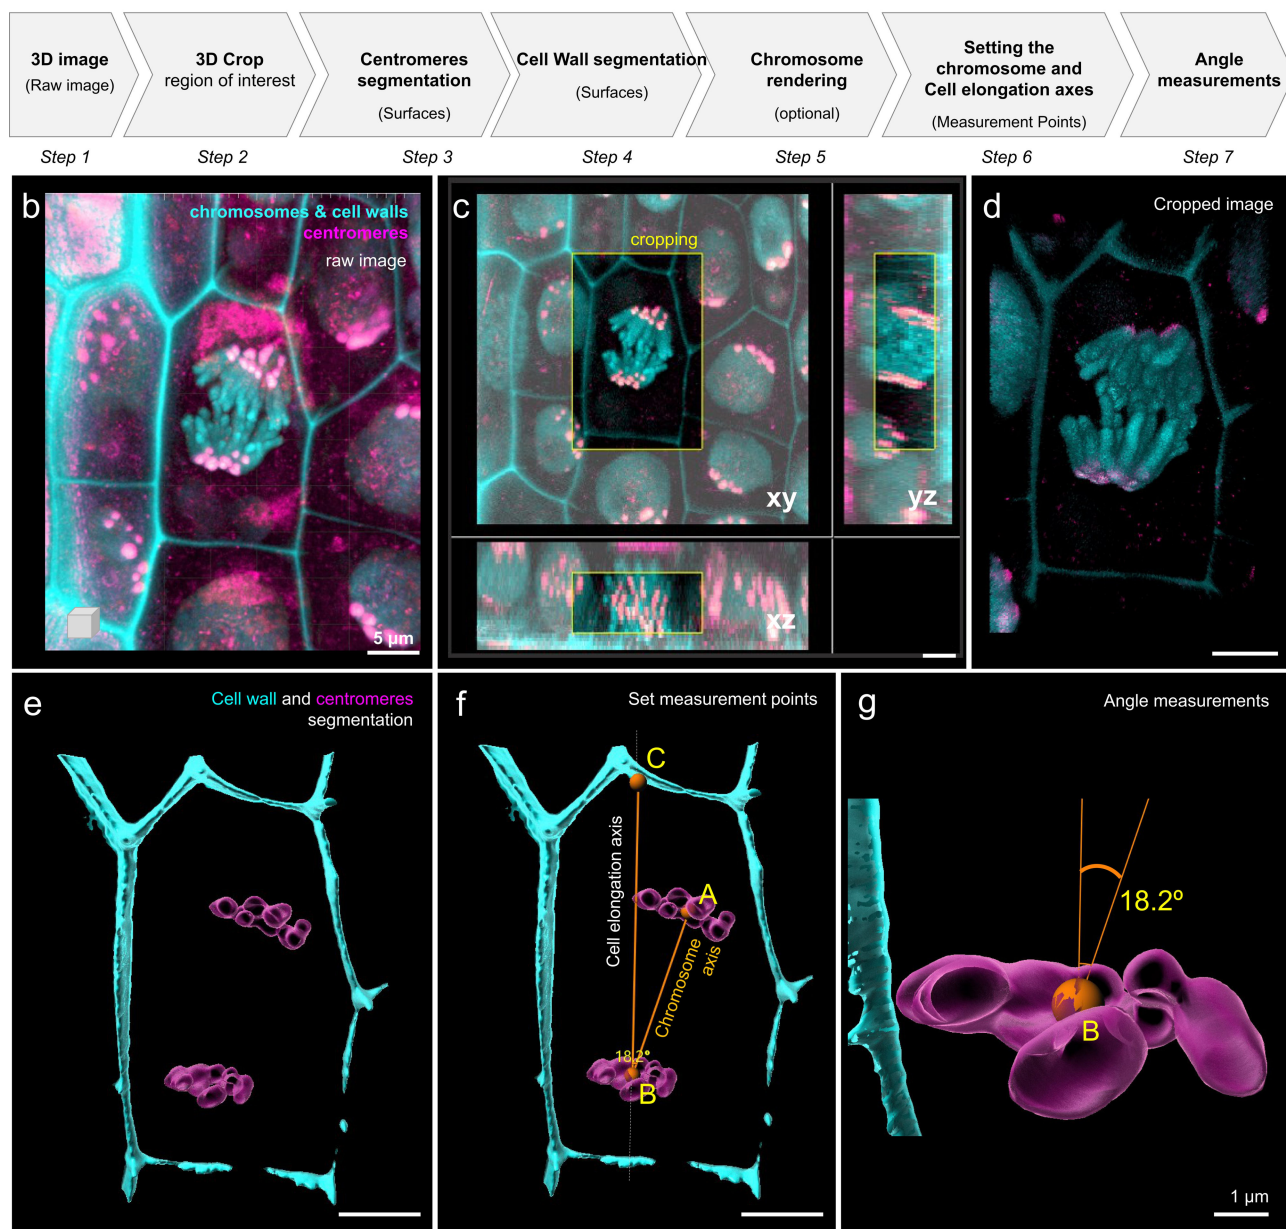 3D image
(Raw image)
3D Crop
region of interest
Centromeres
segmentation
(Surfaces)
Cell Wall segmentation
(Surfaces)
Chromosome
rendering
(optional)
Setting the
chromosome and
Cell elongation axes
(Measurement Points)
Angle
measurements
Step 1
Step 2
Step 3
Step 4
Step 5
Step 6
Step 7
b
chromosomes & cell walls
centromeres
raw image
5 µm
c
cropping
xy
yz
xz
d
Cropped image
e
Cell wall and centromeres
segmentation
f
Set measurement points
C
Cell elongation axis
A
Chromosome
axis
18.2º
B
g
Angle measurements
18.2º
B
1 µm